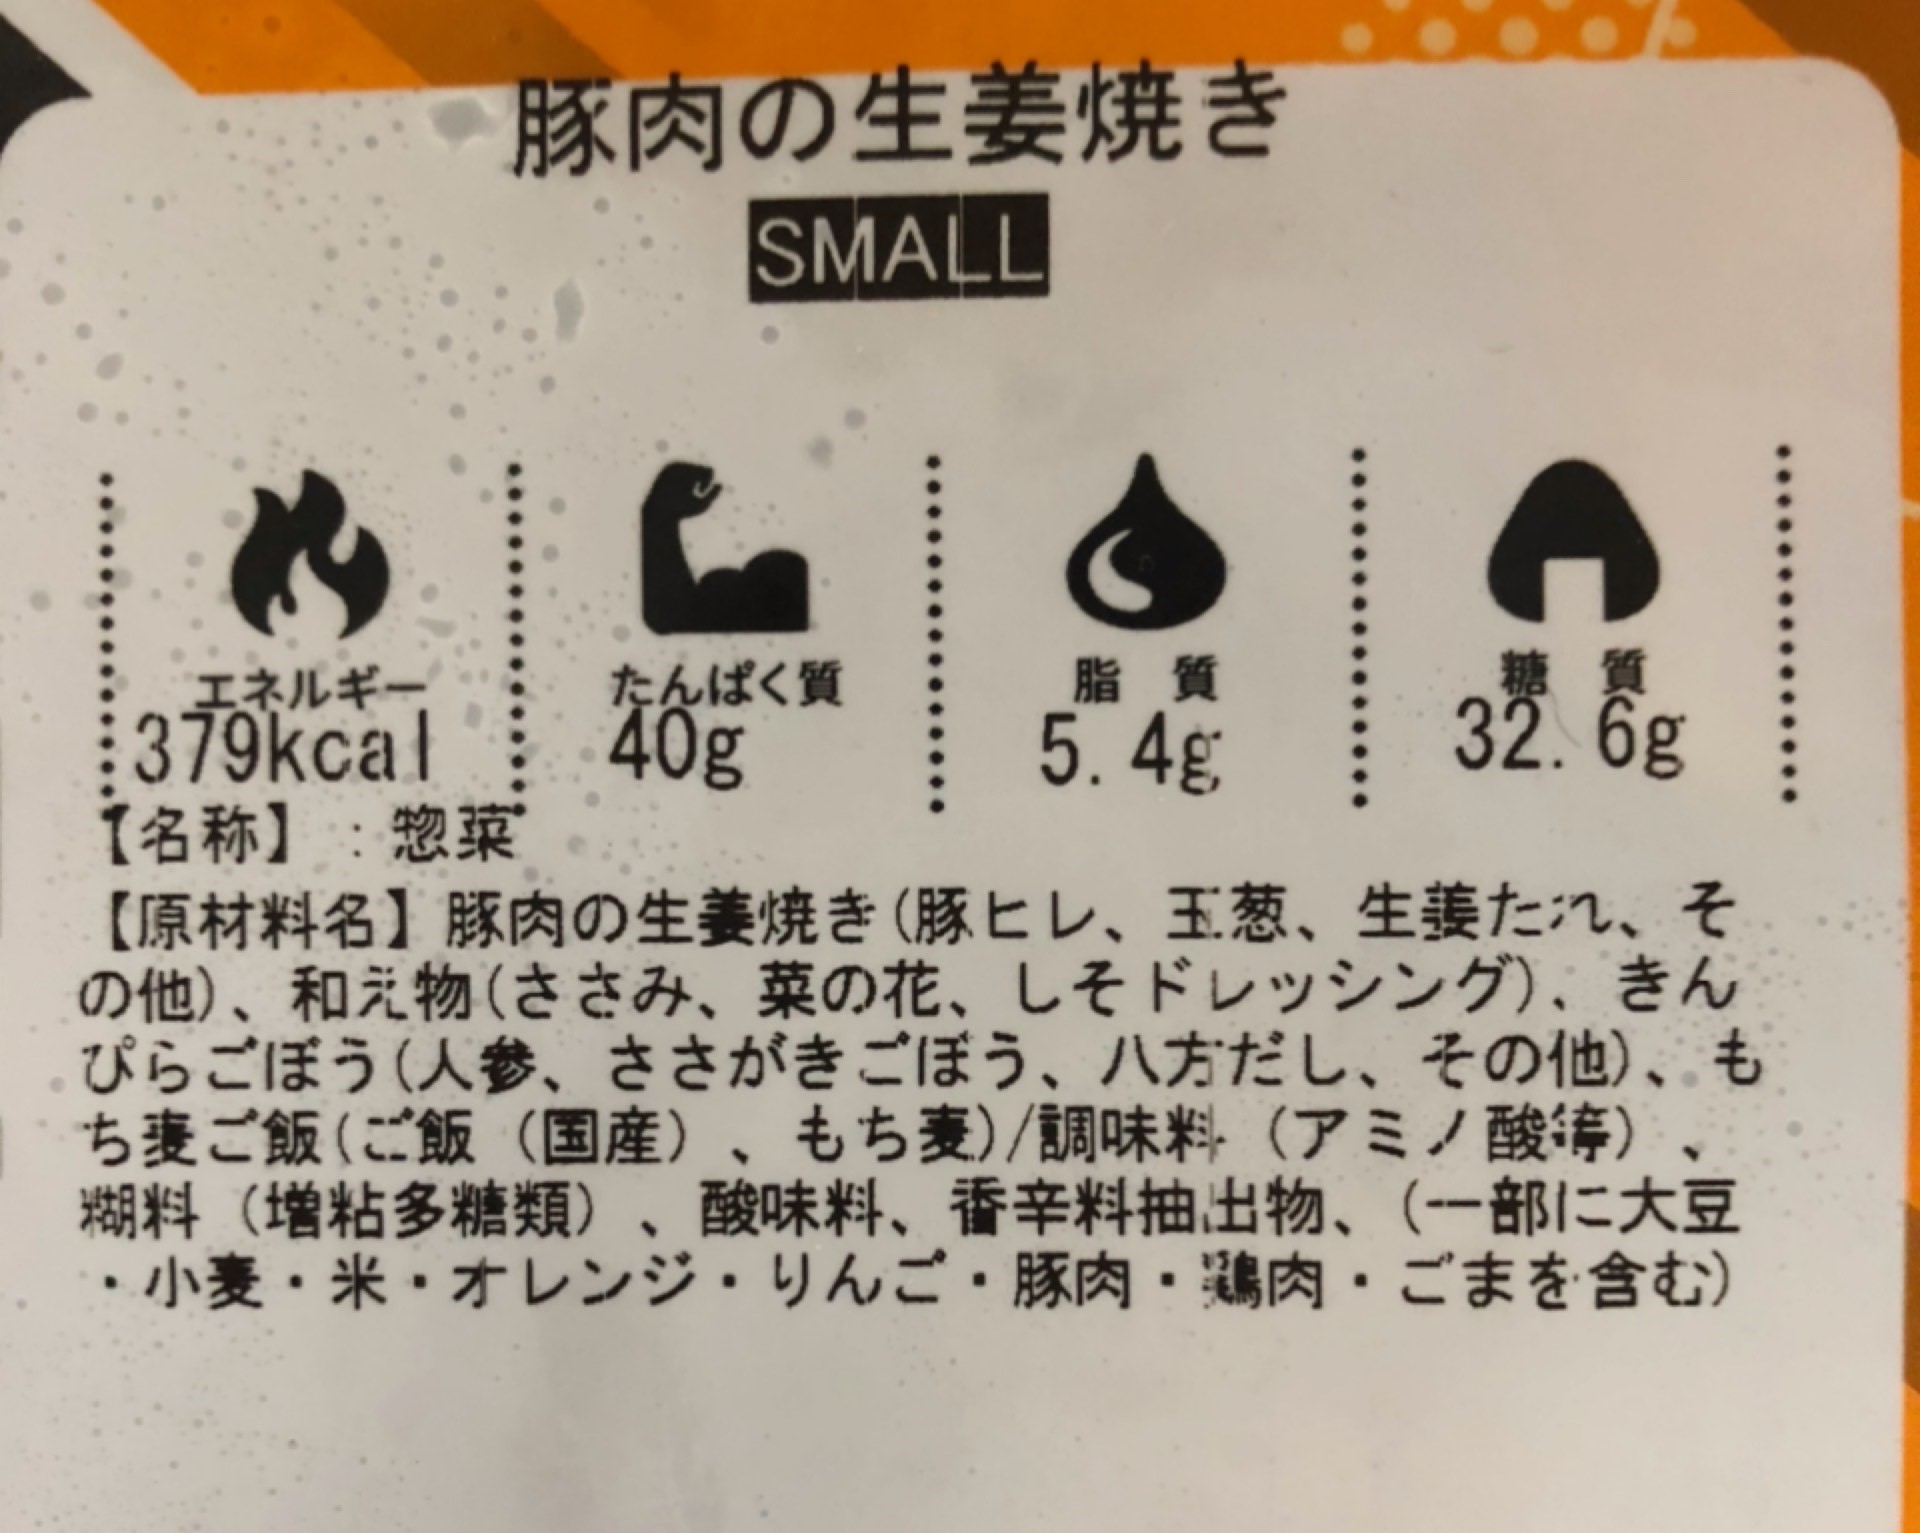 豚肉の生姜焼き
SMALL
エネルギー たんぱく質 脂 質 糖 質
379kcal 40g 5.4g 32.6g
【名称】:惣菜
【原材料名】豚肉の生姜焼き(豚ヒレ、玉葱、生姜たれ、そ
の他)、和え物(ささみ、菜の花、しそドレッシング)、きん
ぴらごぼう(人参、ささがきごぼう、八方だし、その他)、も
ち麦ご飯(ご飯（国産）、もち麦)/調味料（アミノ酸等）、
糊料（増粘多糖類）、酸味料、香辛料抽出物、(一部に大豆
・小麦・米・オレンジ・りんご・豚肉・鶏肉・ごまを含む)